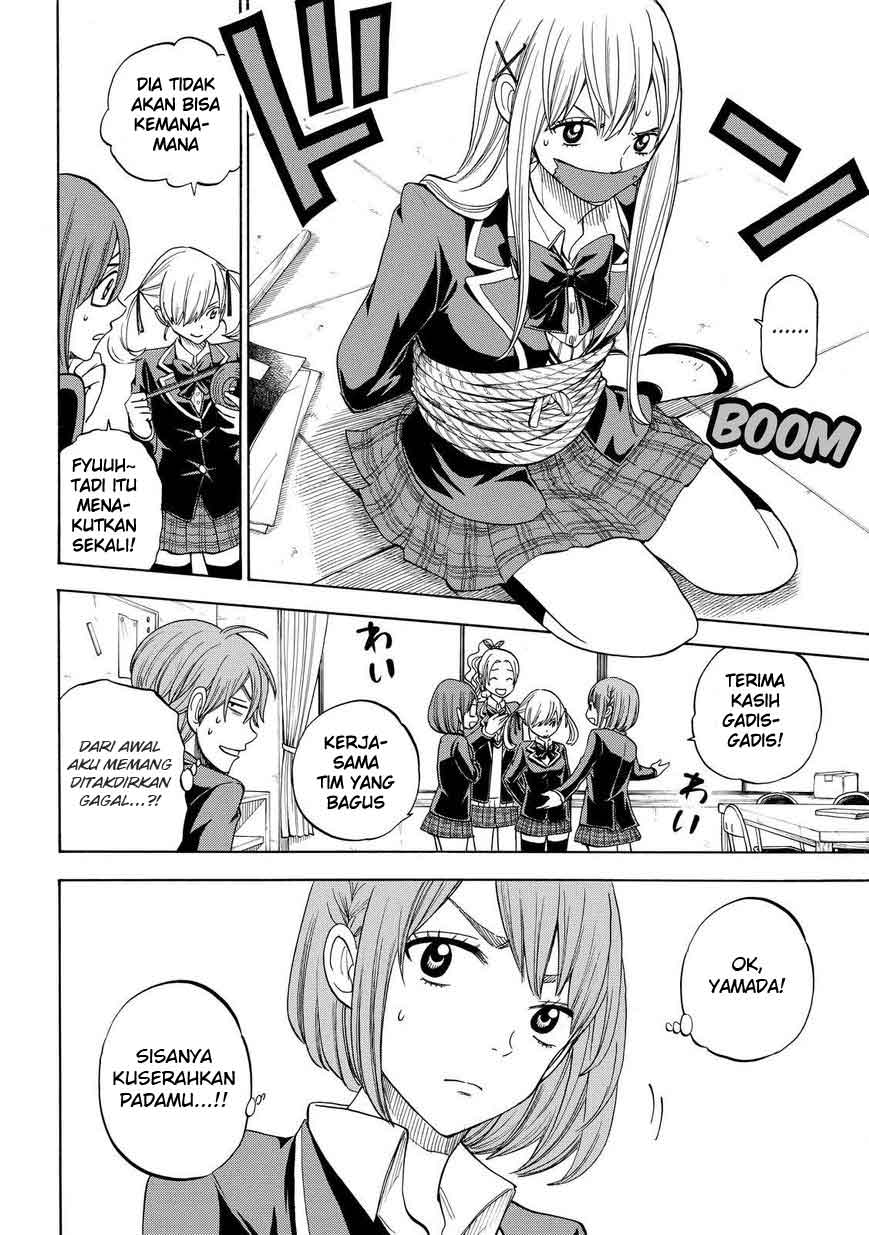 ドン
......
BOOM
DIA TIDAK
AKAN BISA
KEMANA-
MANA
FYUUH~
TADI ITU
MENA-
KUTKAN
SEKALI!
TERIMA
KASIH
GADIS-
GADIS!
わい
わい
KERJA-
SAMA
TIM YANG
BAGUS
DARI AWAL
AKU MEMANG
DITAKDIRKAN
GAGAL...?!
OK,
YAMADA!
SISANYA
KUSERAHKAN
PADAMU...!!